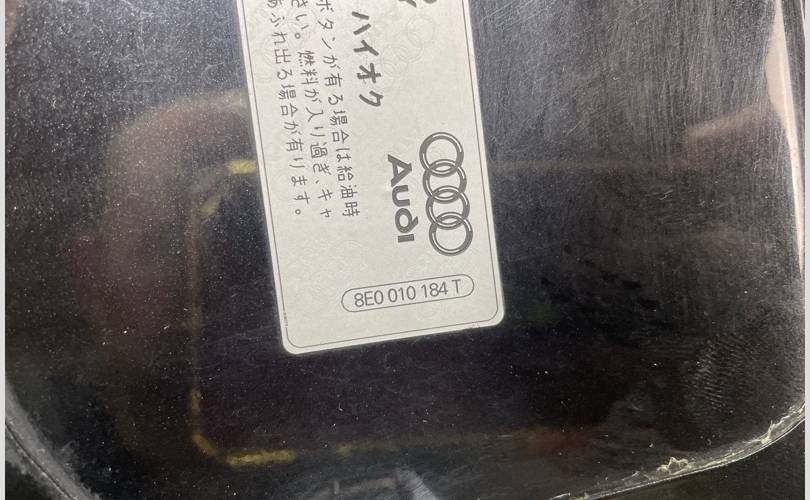 ハイオク
ボタンが有る場合は給油時
さい。燃料が入り過ぎ、キャ
あふれ出る場合が有ります。
Audi
8E0 010 184 T